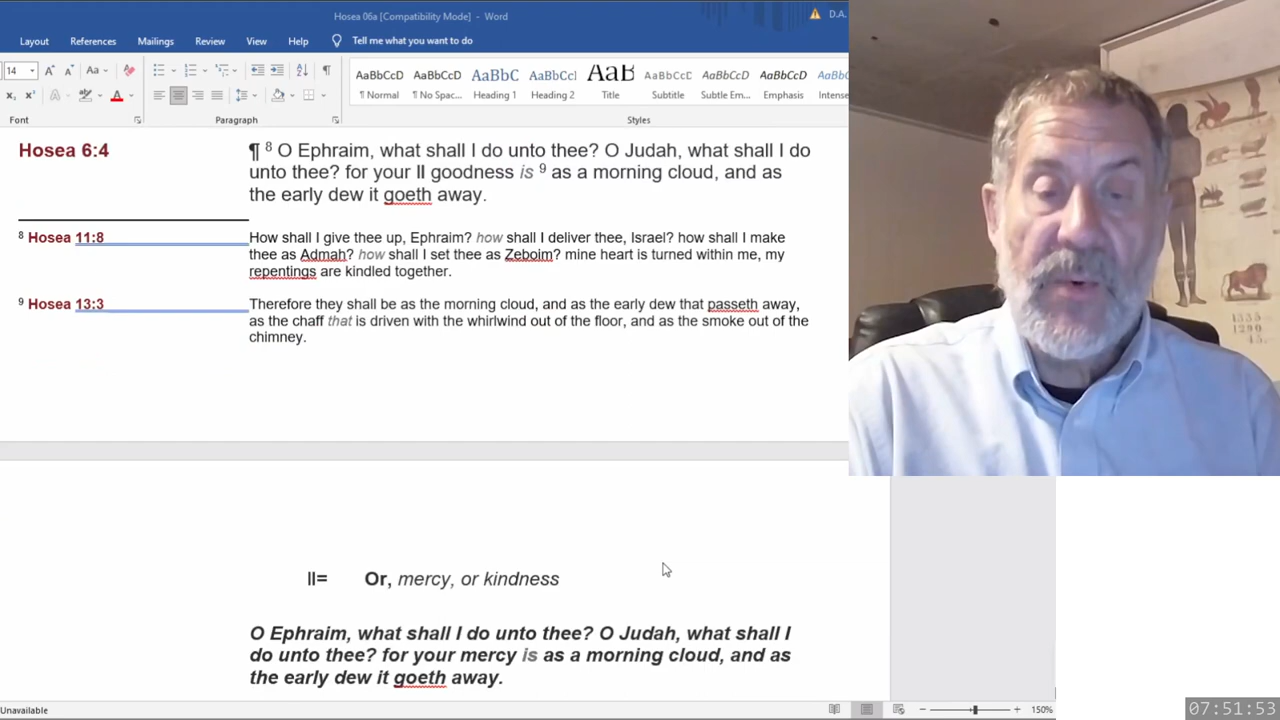 Hosea 06a [Compatibility Mode] - Word
D.A.
Layout References Mailings Review View Help Tell me what you want to do
14 Aa
AaBbCcD AaBbCcD AaBbC AaBbCcI AaB AaBbCcD AaBbCcD AaBbCcD AaBbC
¶ Normal ¶ No Spac... Heading 1 Heading 2 Title Subtitle Subtle Em... Emphasis Intense
Font Paragraph Styles
Hosea 6:4 ¶ 8 O Ephraim, what shall I do unto thee? O Judah, what shall I do
unto thee? for your ǁ goodness is 9 as a morning cloud, and as
the early dew it goeth away.
8 Hosea 11:8 How shall I give thee up, Ephraim? how shall I deliver thee, Israel? how shall I make
thee as Admah? how shall I set thee as Zeboim? mine heart is turned within me, my
repentings are kindled together.
9 Hosea 13:3 Therefore they shall be as the morning cloud, and as the early dew that passeth away,
as the chaff that is driven with the whirlwind out of the floor, and as the smoke out of the
chimney.
ǁ= Or, mercy, or kindness
O Ephraim, what shall I do unto thee? O Judah, what shall I
do unto thee? for your mercy is as a morning cloud, and as
the early dew it goeth away.
Unavailable
150%
1335
1290
45.
07:51:53